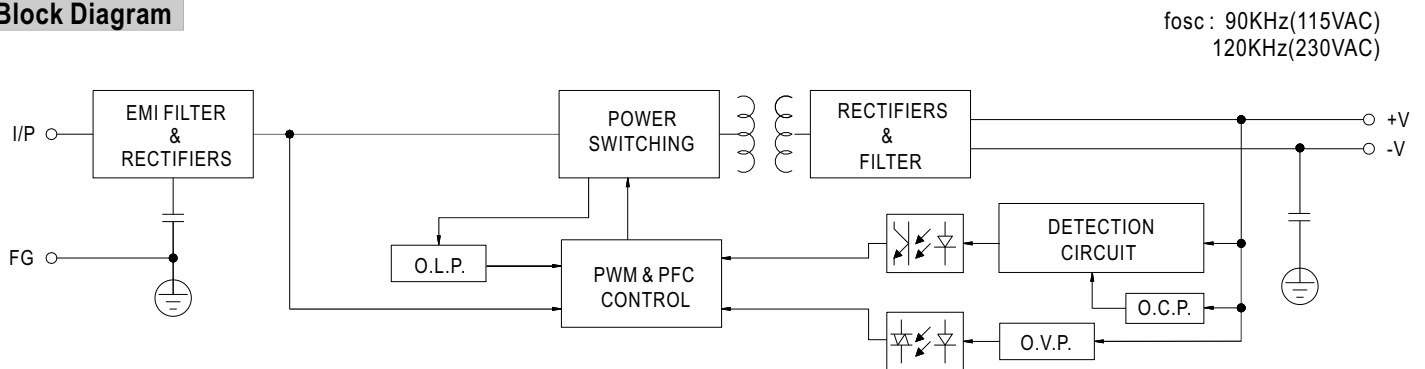 Block Diagram
fosc : 90KHz(115VAC)
120KHz(230VAC)
I/P
EMI FILTER
&
RECTIFIERS
POWER
SWITCHING
RECTIFIERS
&
FILTER
+V
-V
FG
O.L.P.
PWM & PFC
CONTROL
DETECTION
CIRCUIT
O.C.P.
O.V.P.